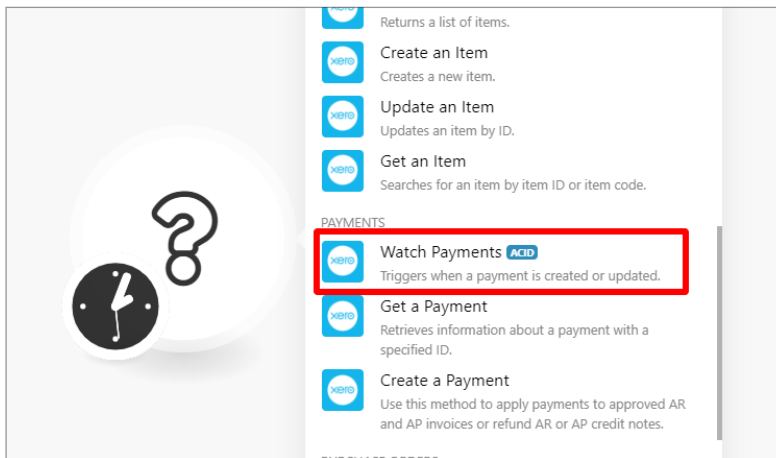 Returns a list of items.
xero
Create an Item
Creates a new item.
xero
Update an Item
Updates an item by ID.
xero
Get an Item
Searches for an item by item ID or item code.
PAYMENTS
xero
Watch Payments ACID
Triggers when a payment is created or updated.
xero
Get a Payment
Retrieves information about a payment with a
specified ID.
xero
Create a Payment
Use this method to apply payments to approved AR
and AP invoices or refund AR or AP credit notes.